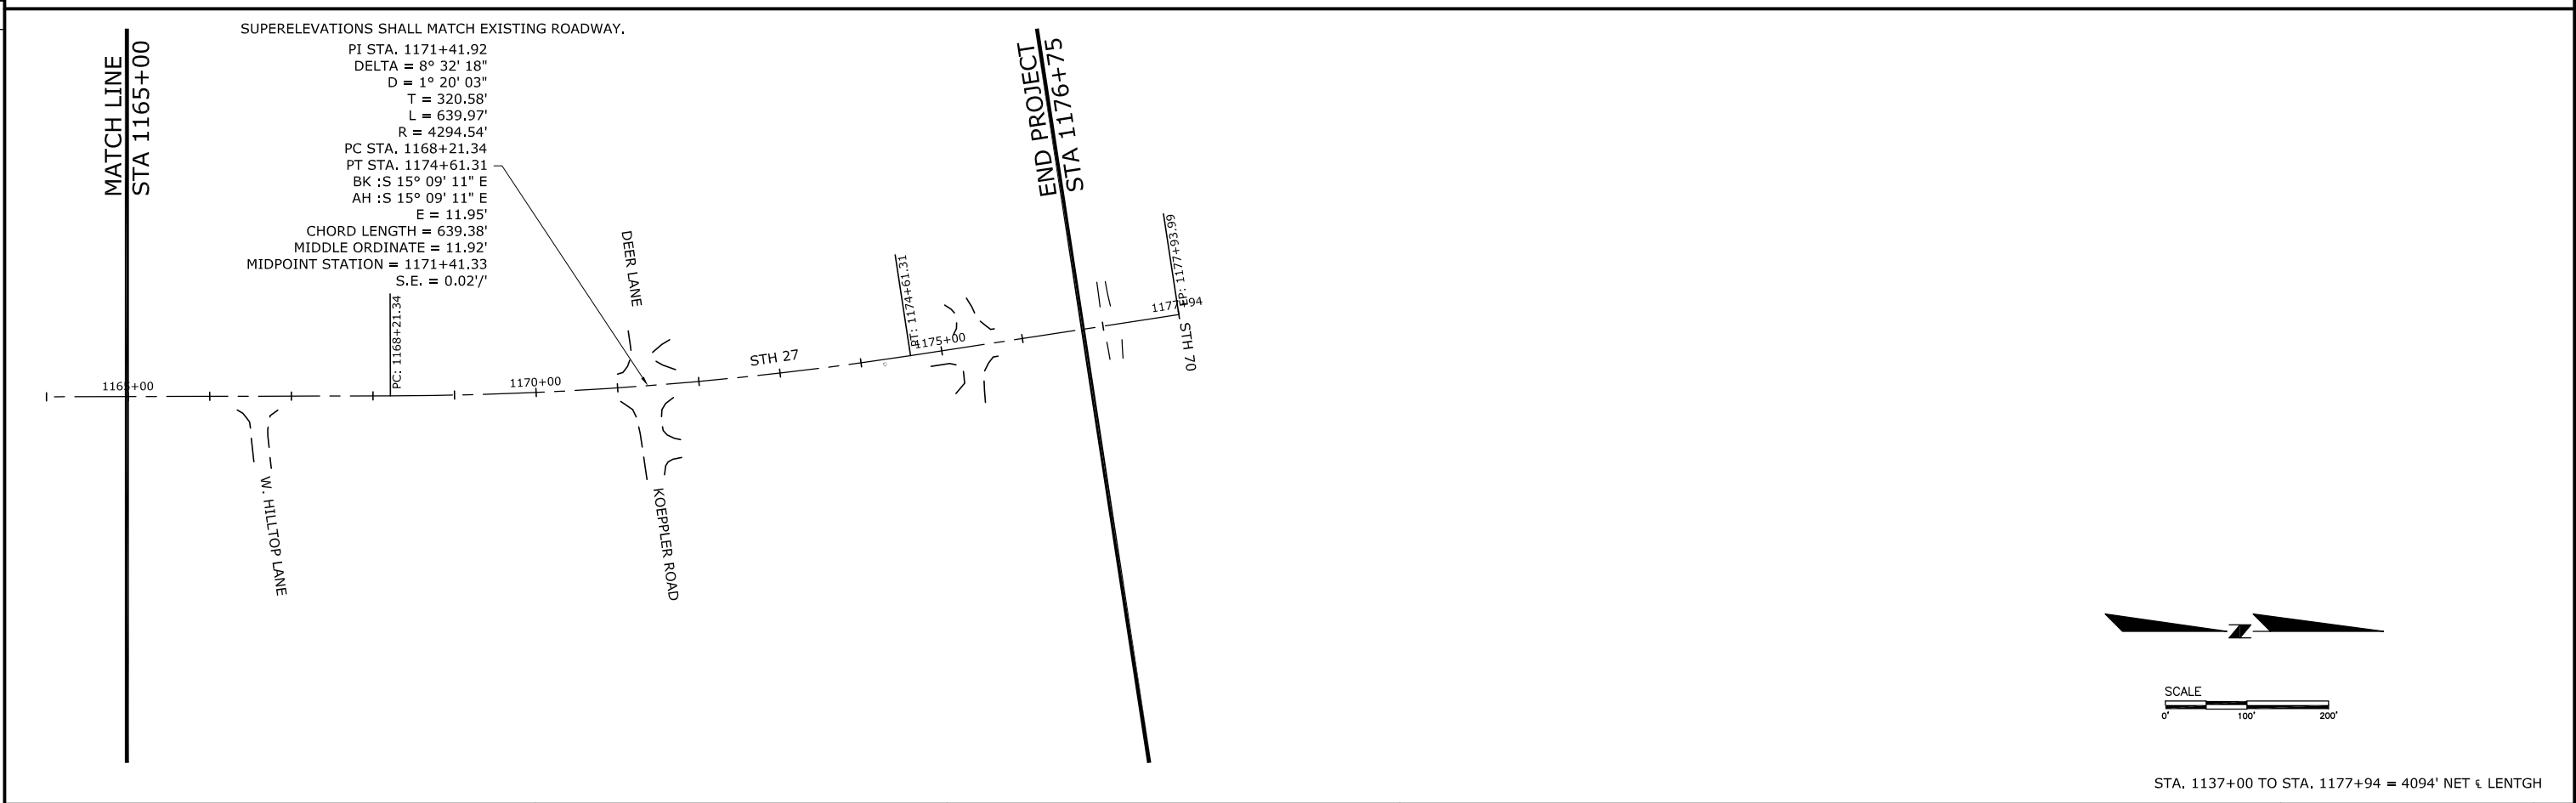 SUPERELEVATIONS SHALL MATCH EXISTING ROADWAY.
PI STA. 1171+41.92
DELTA = 8° 32' 18"
D = 1° 20' 03"
T = 320.58'
L = 639.97'
R = 4294.54'
PC STA. 1168+21.34
PT STA. 1174+61.31
BK :S 15° 09' 11" E
AH :S 15° 09' 11" E
E = 11.95'
CHORD LENGTH = 639.38'
MIDDLE ORDINATE = 11.92'
MIDPOINT STATION = 1171+41.33
S.E. = 0.02'/'
MATCH LINE
STA 1165+00
END PROJECT
STA 1176+75
1165+00
PC: 1168+21.34
1170+00
DEER LANE
STH 27
PT: 1174+61.31
1175+00
EP: 1177+93.99
1177+94
STH 70
W. HILLTOP LANE
KOEPPLER ROAD
N
SCALE
0' 100' 200'
STA. 1137+00 TO STA. 1177+94 = 4094' NET ℄ LENTGH